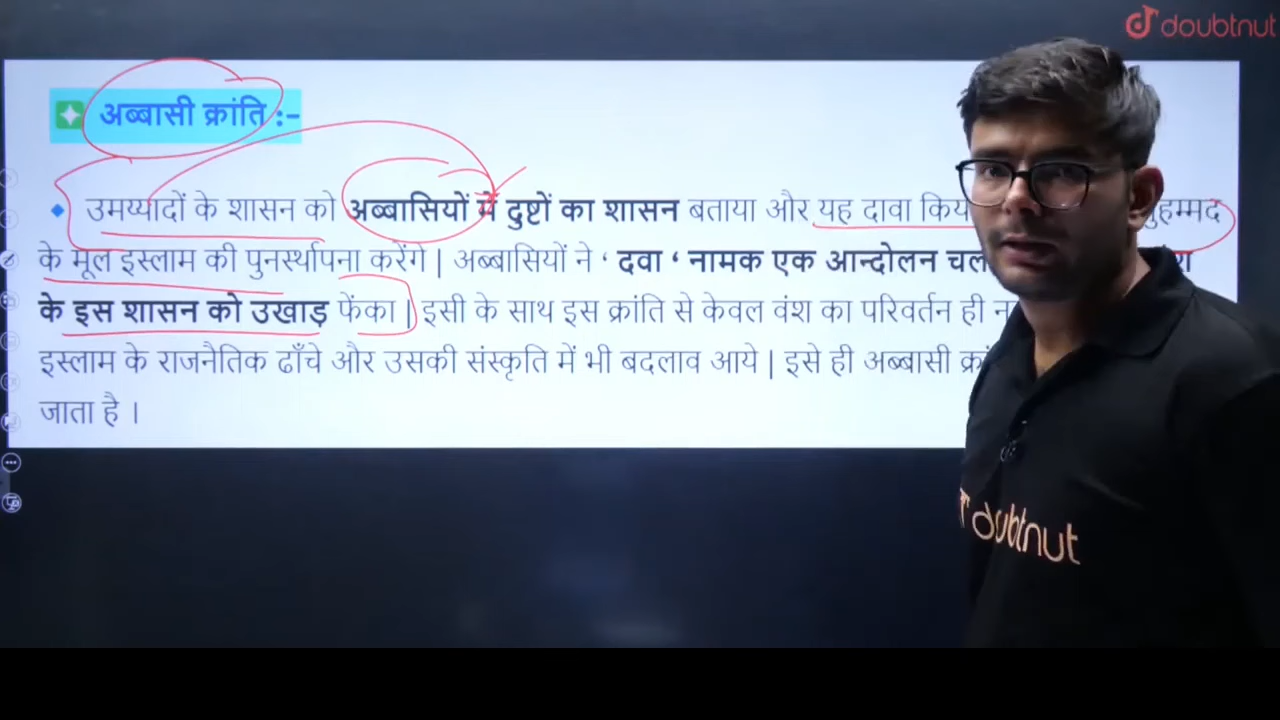 doubtnut
अब्बासी क्रांति :-
उमय्यादों के शासन को अब्बासियों ने दुष्टों का शासन बताया और यह दावा किय
मुहम्मद
के मूल इस्लाम की पुनर्स्थापना करेंगे | अब्बासियों ने ‘ दवा ‘ नामक एक आन्दोलन चल
के इस शासन को उखाड़ फेंका | इसी के साथ इस क्रांति से केवल वंश का परिवर्तन ही
इस्लाम के राजनैतिक ढाँचे और उसकी संस्कृति में भी बदलाव आये | इसे ही अब्बासी
जाता है ।
doubtnut